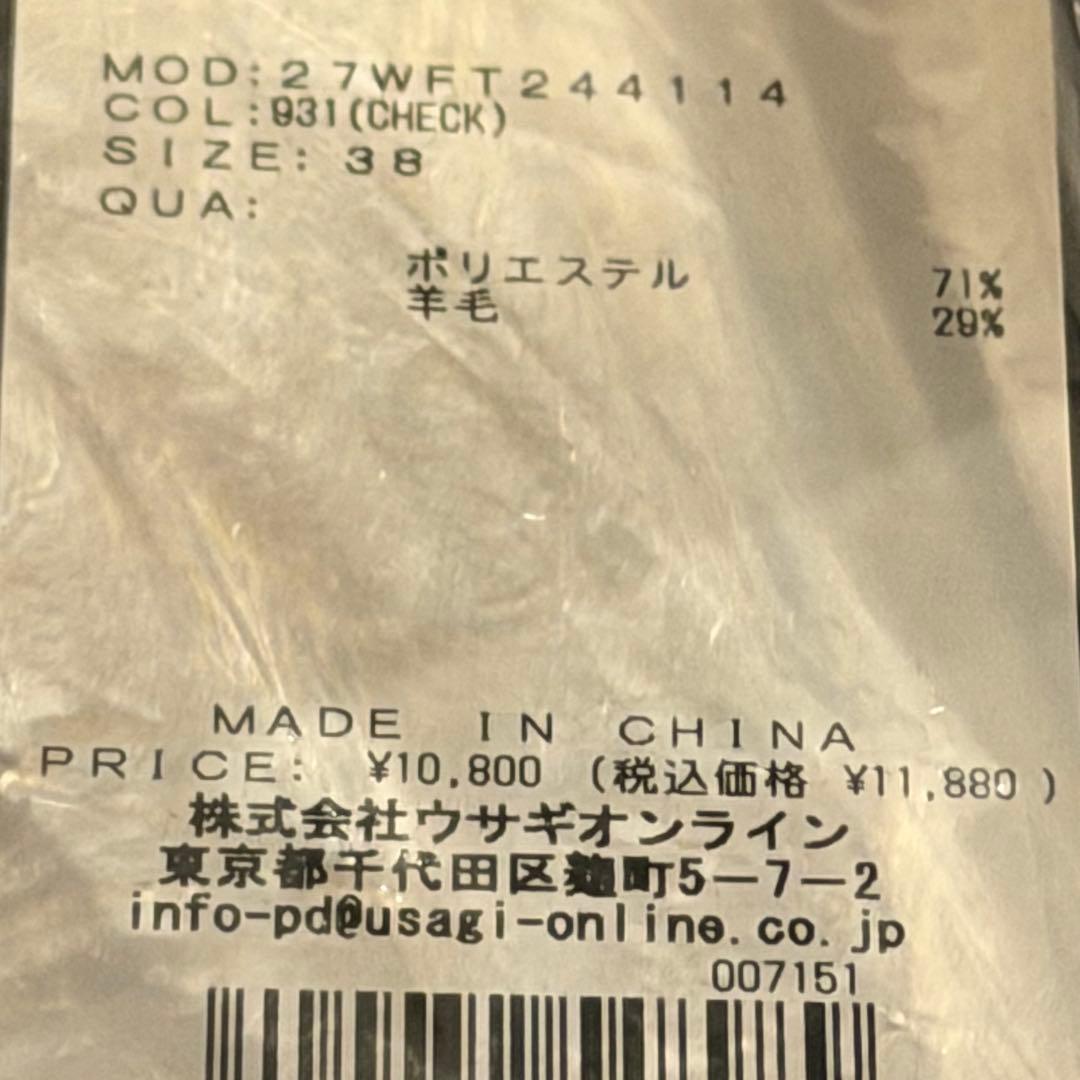 MOD:27WFT244114
COL:931(CHECK)
SIZE:38
QUA:
ポリエステル 71%
羊毛 29%
MADE IN CHINA
PRICE: ¥10,800 (税込価格 ¥11,880 )
株式会社ウサギオンライン
東京都千代田区麹町5ー7ー2
info-pd@usagi-online.co.jp
007151